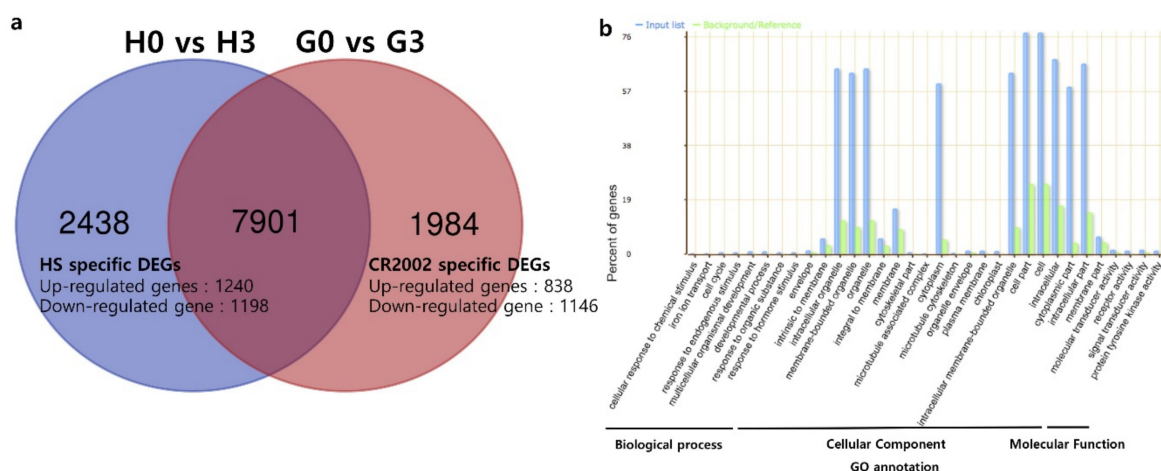 a
H0 vs H3
G0 vs G3
2438
7901
1984
HS specific DEGs
Up-regulated genes : 1240
Down-regulated gene : 1198
CR2002 specific DEGs
Up-regulated genes : 838
Down-regulated gene : 1146
b
Input list
Background/Reference
Percent of genes
76
57
38
19
0
cellular response to chemical stimulus
iron ion transport
cell cycle
response to endogenous stimulus
multicellular organismal development
developmental process
response to organic substance
response to hormone stimulus
envelope
intrinsic to membrane
intracellular organelle
membrane-bounded organelle
organelle
integral to membrane
membrane
cytoskeletal part
cytoplasm
microtubule associated complex
cytoskeleton
microtubule cytoskeleton
organelle envelope
plasma membrane
chloroplast
intracellular membrane-bounded organelle
cell part
cell
intracellular
cytoplasmic part
intracellular part
membrane part
molecular transducer activity
receptor activity
signal transducer activity
protein tyrosine kinase activity
Biological process
Cellular Component
Molecular Function
GO annotation